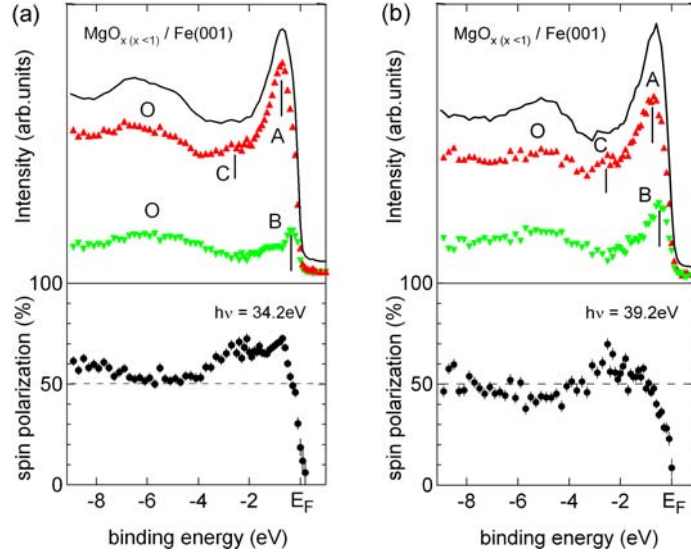 (a)
MgOx (x <1) / Fe(001)
Intensity (arb.units)
O
A
C
O
B
100
hν = 34.2eV
50
0
spin polarization (%)
-8 -6 -4 -2 EF
binding energy (eV)
(b)
MgOx (x <1) / Fe(001)
Intensity (arb.units)
A
O
C
B
100
hν = 39.2eV
50
0
spin polarization (%)
-8 -6 -4 -2 EF
binding energy (eV)